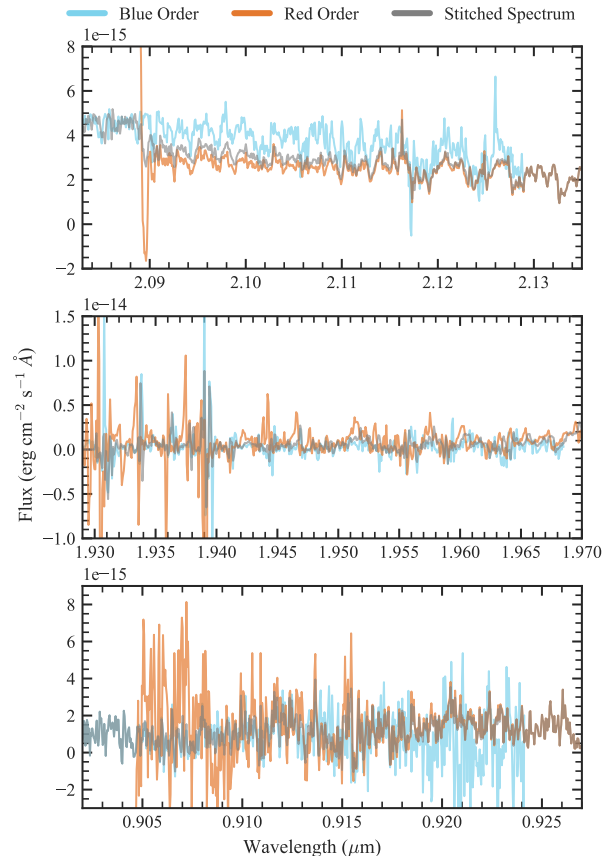 Blue Order Red Order Stitched Spectrum
1e−15
8
6
4
2
0
−2
2.09 2.10 2.11 2.12 2.13
1e−14
1.5
1.0
0.5
0.0
−0.5
−1.0
Flux (erg cm−2 s−1 Å)
1.930 1.935 1.940 1.945 1.950 1.955 1.960 1.965 1.970
1e−15
8
6
4
2
0
−2
0.905 0.910 0.915 0.920 0.925
Wavelength (μm)